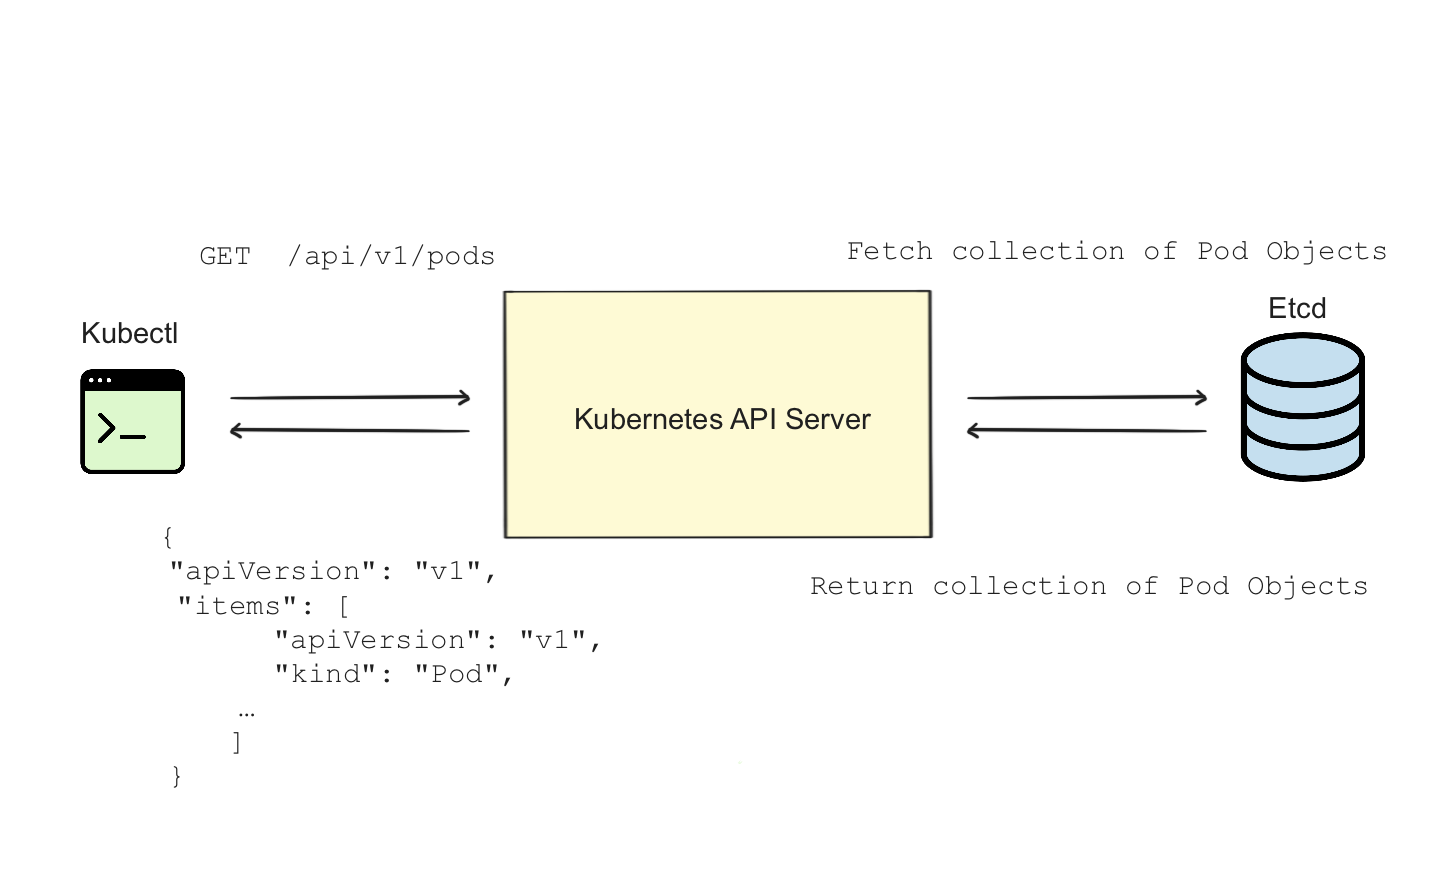 GET  /api/v1/pods
Fetch collection of Pod Objects
Kubectl
Etcd
Kubernetes API Server
{
"apiVersion": "v1",
"items": [
"apiVersion": "v1",
"kind": "Pod",
…
]
}
Return collection of Pod Objects